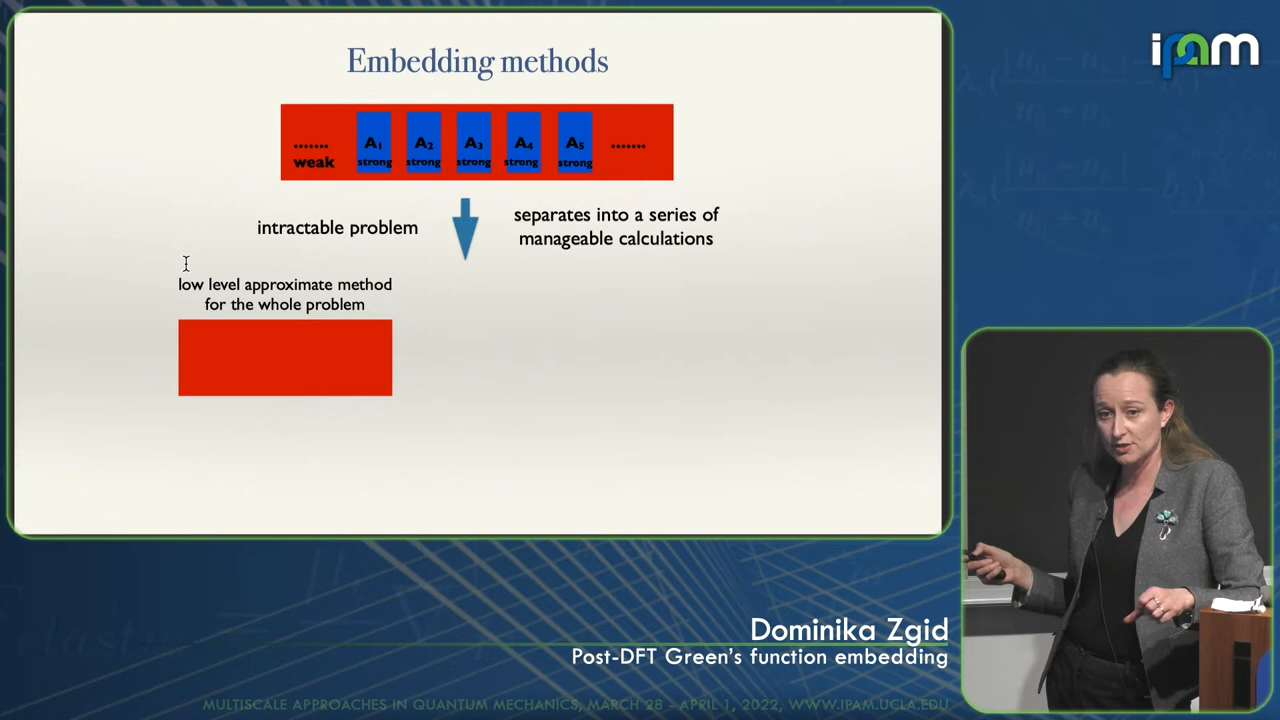 Embedding methods
....... A1 A2 A3 A4 A5 .......
weak strong strong strong strong strong
intractable problem
separates into a series of
manageable calculations
low level approximate method
for the whole problem
ipam
Dominika Zgid
Post-DFT Green's function embedding
MULTISCALE APPROACHES IN QUANTUM MECHANICS, MARCH 28 - APRIL 1, 2022, WWW.IPAM.UCLA.EDU